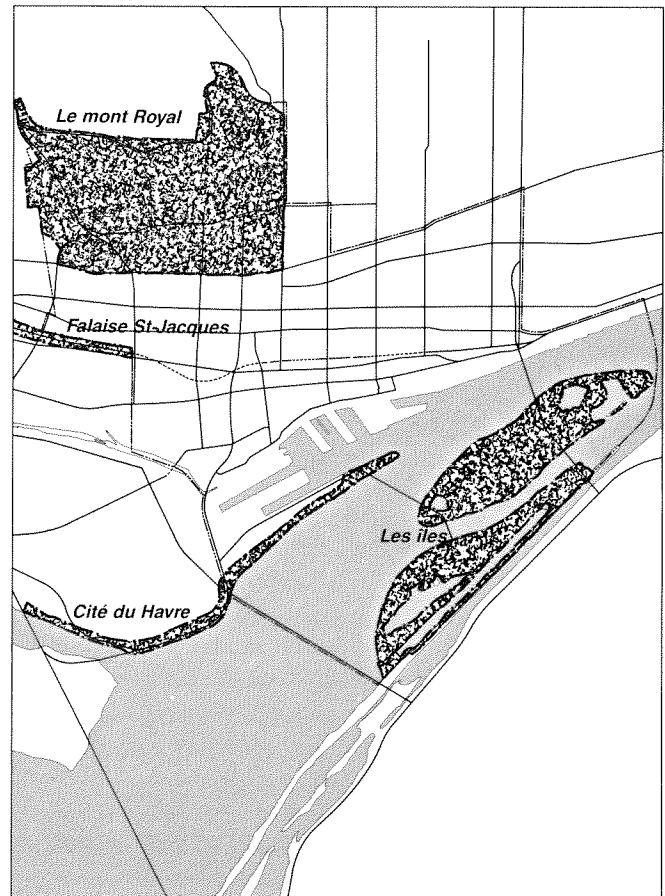 Le mont Royal
Falaise St-Jacques
Les îles
Cité du Havre